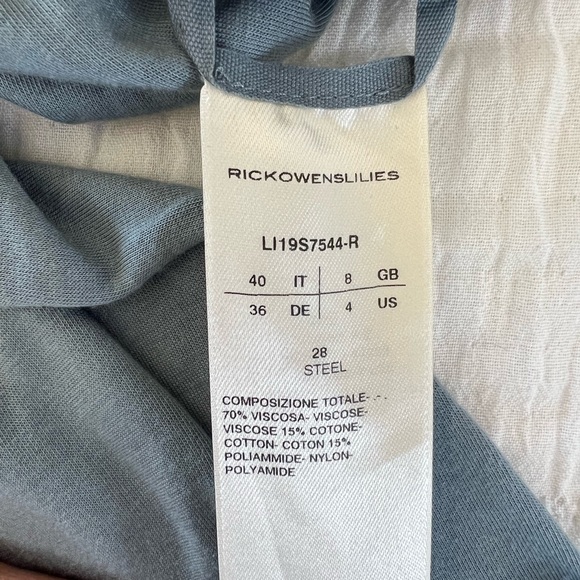 RICKOWENSLILIES
LI19S7544-R
40 IT 8 GB
36 DE 4 US
28
STEEL
COMPOSIZIONE TOTALE-
70% VISCOSA- VISCOSE-
VISCOSE 15% COTONE-
COTTON- COTON 15%
POLIAMMIDE- NYLON-
POLYAMIDE